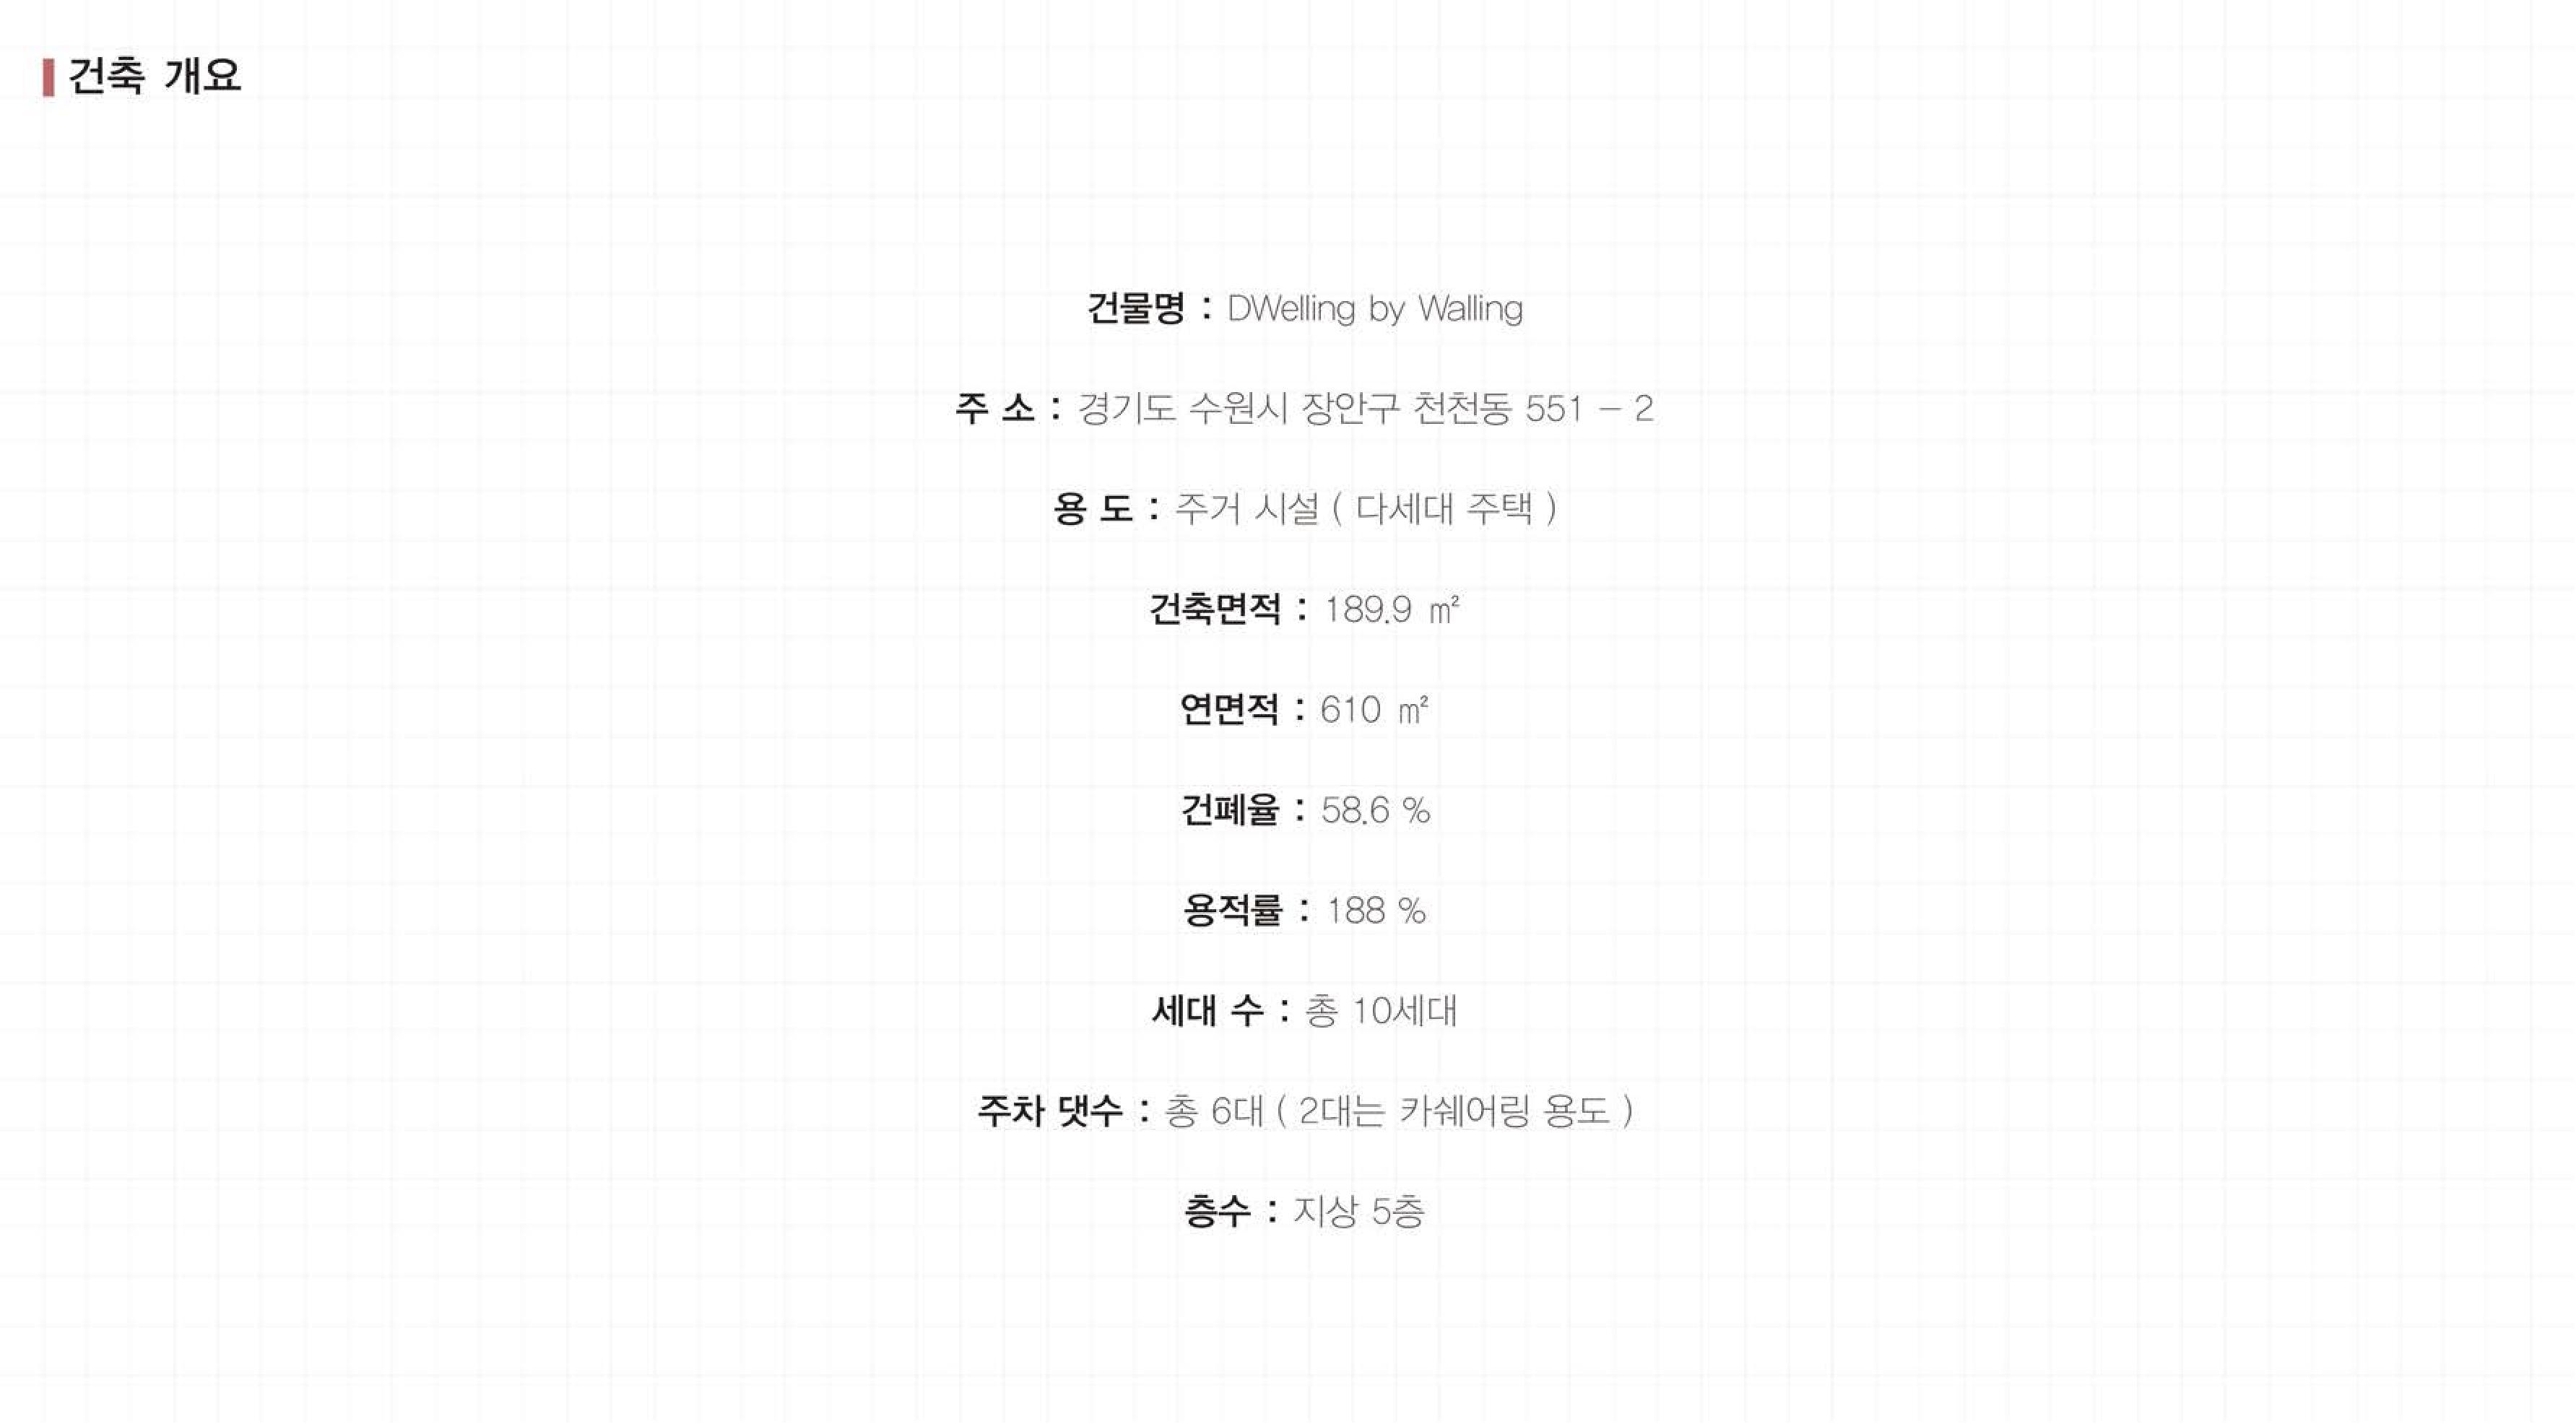 건축 개요
건물명 : DWelling by Walling
주 소 : 경기도 수원시 장안구 천천동 551 - 2
용 도 : 주거 시설 ( 다세대 주택 )
건축면적 : 189.9 ㎡
연면적 : 610 ㎡
건폐율 : 58.6 %
용적률 : 188 %
세대 수 : 총 10세대
주차 댓수 : 총 6대 ( 2대는 카쉐어링 용도 )
층수 : 지상 5층